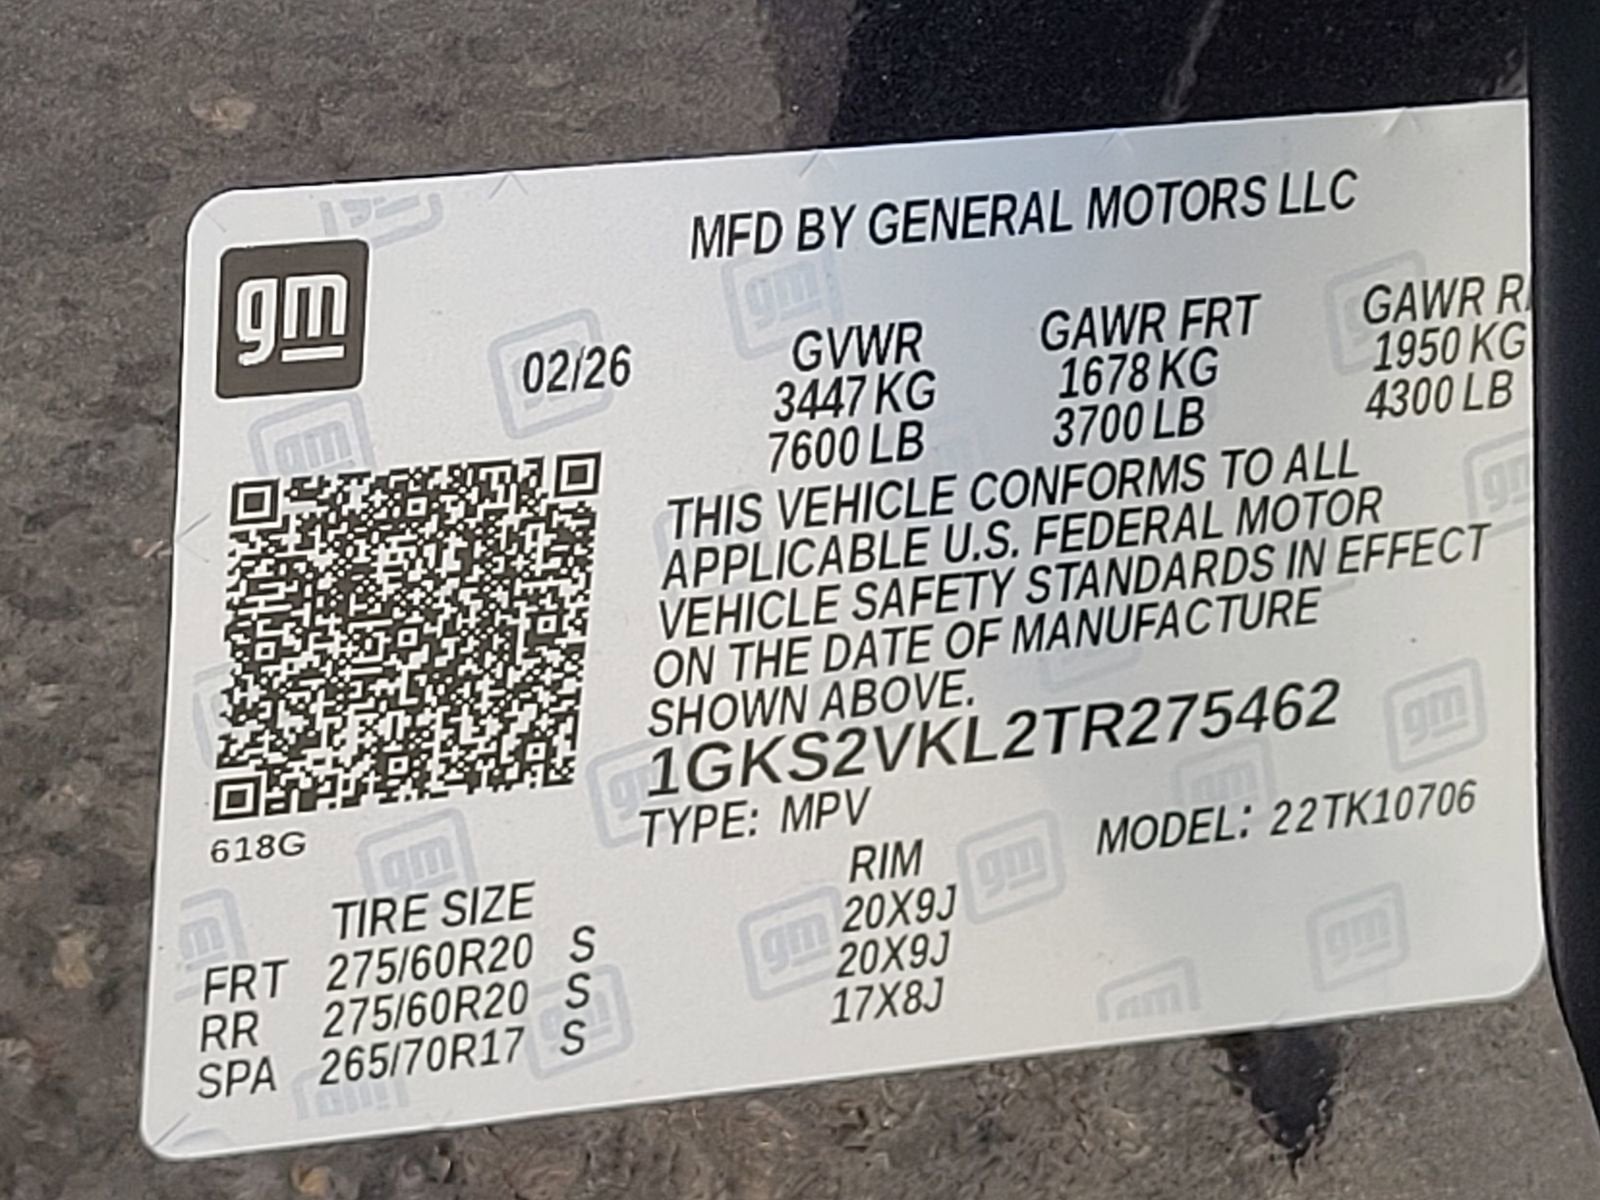 gm
MFD BY GENERAL MOTORS LLC
02/26
GVWR GAWR FRT GAWR
3447 KG 1678 KG 1950 KG
7600 LB 3700 LB 4300 LB
THIS VEHICLE CONFORMS TO ALL
APPLICABLE U.S. FEDERAL MOTOR
VEHICLE SAFETY STANDARDS IN EFFECT
ON THE DATE OF MANUFACTURE
SHOWN ABOVE.
1GKS2VKL2TR275462
TYPE: MPV MODEL: 22TK10706
618G
TIRE SIZE RIM
FRT 275/60R20 S 20X9J
RR 275/60R20 S 20X9J
SPA 265/70R17 S 17X8J